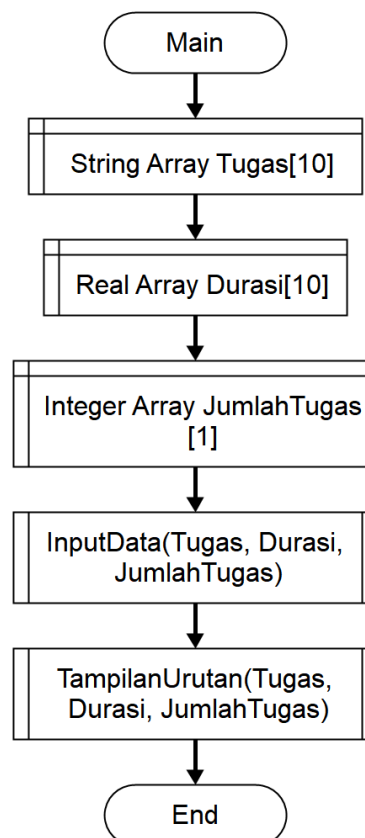 Main
String Array Tugas[10]
Real Array Durasi[10]
Integer Array JumlahTugas
[1]
InputData(Tugas, Durasi,
JumlahTugas)
TampilanUrutan(Tugas,
Durasi, JumlahTugas)
End